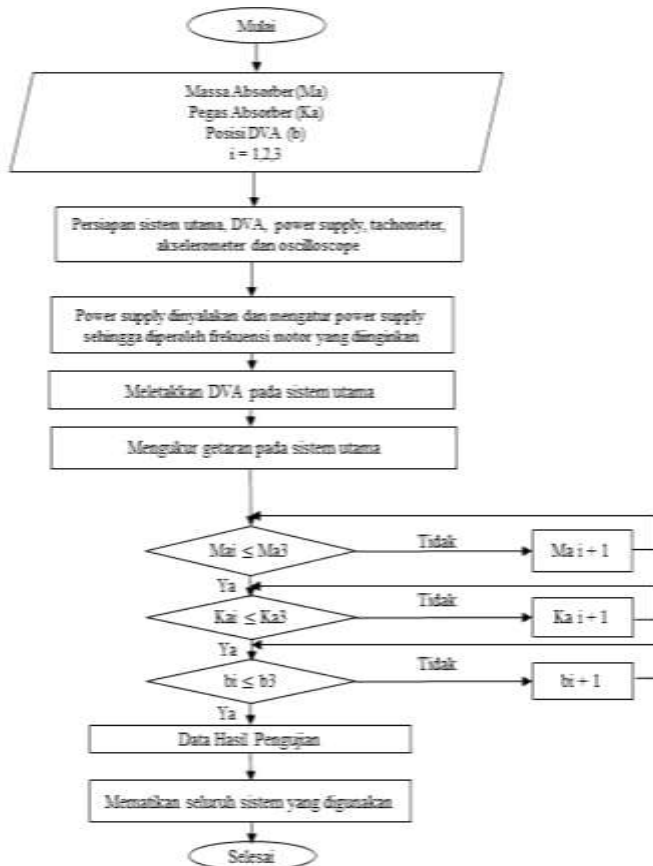 Mulai
Massa Absorber (Ma)
Pegas Absorber (Ka)
Posisi DVA (b)
i = 1,2,3
Persiapan sistem utama, DVA, power supply, tachometer,
akselerometer dan oscilloscope
Power supply dinyalakan dan mengatur power supply
sehingga diperoleh frekuensi motor yang diinginkan
Meletakkan DVA pada sistem utama
Mengukur getaran pada sistem utama
Mai ≤ Ma3
Tidak
Ma i + 1
Ya
Kai ≤ Ka3
Tidak
Ka i + 1
Ya
bi ≤ b3
Tidak
bi + 1
Ya
Data Hasil Pengujian
Mematikan seluruh sistem yang digunakan
Selesai